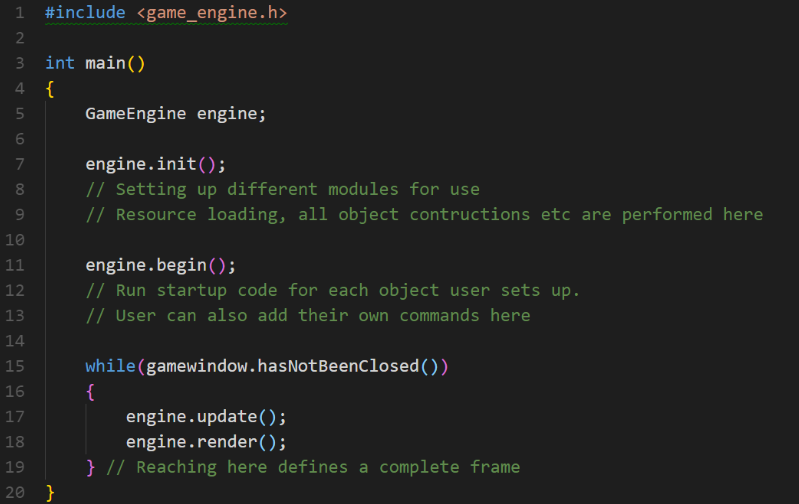 1 #include <game_engine.h>
2
3 int main()
4 {
5 GameEngine engine;
6
7 engine.init();
8 // Setting up different modules for use
9 // Resource loading, all object contructions etc are performed here
10
11 engine.begin();
12 // Run startup code for each object user sets up.
13 // User can also add their own commands here
14
15 while(gamewindow.hasNotBeenClosed())
16 {
17 engine.update();
18 engine.render();
19 } // Reaching here defines a complete frame
20 }